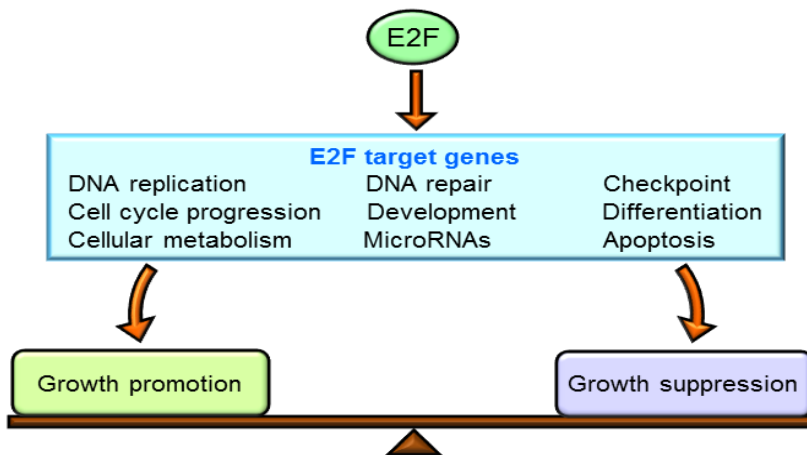 E2F
E2F target genes
DNA replication DNA repair Checkpoint
Cell cycle progression Development Differentiation
Cellular metabolism MicroRNAs Apoptosis
Growth promotion Growth suppression